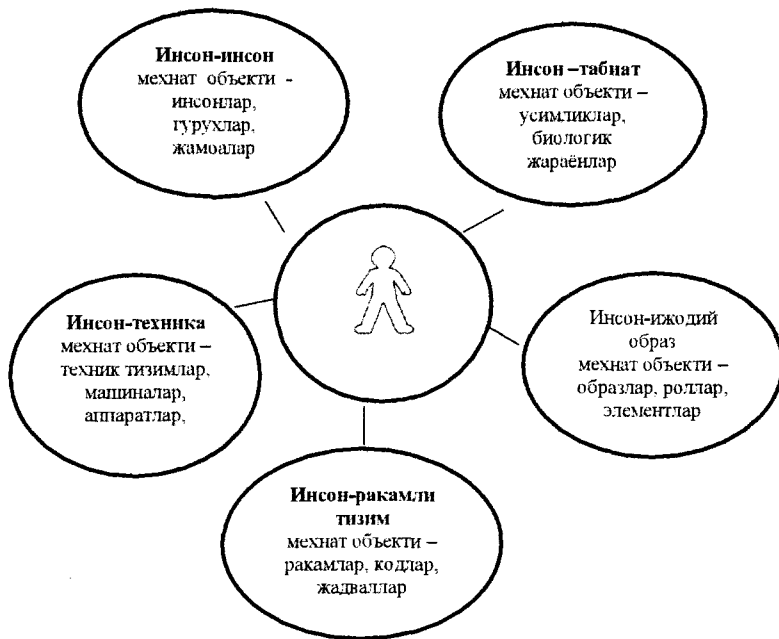 Инсон-инсон
мехнат объекти -
инсонлар,
гурухлар,
жамоалар
Инсон –табиат
мехнат объекти –
усимликлар,
биологик
жараёнлар
Инсон-техника
мехнат объекти –
техник тизимлар,
машиналар,
аппаратлар,
Инсон-ижодий
образ
мехнат объекти –
образлар, роллар,
элементлар
Инсон-ракамли
тизим
мехнат объекти –
ракамлар, кодлар,
жадваллар